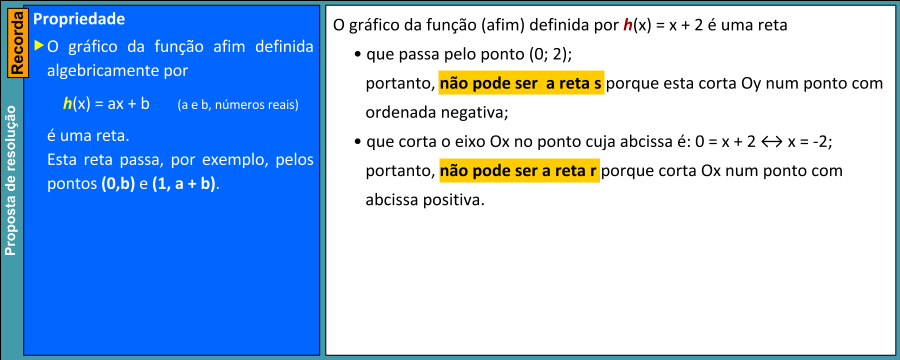 Recorda
Proposta de resolução
Propriedade
O gráfico da função afim definida
algebricamente por
h(x) = ax + b (a e b, números reais)
é uma reta.
Esta reta passa, por exemplo, pelos
pontos (0,b) e (1, a + b).
O gráfico da função (afim) definida por h(x) = x + 2 é uma reta
• que passa pelo ponto (0; 2);
portanto, não pode ser a reta s porque esta corta Oy num ponto com
ordenada negativa;
• que corta o eixo Ox no ponto cuja abcissa é: 0 = x + 2 ↔ x = -2;
portanto, não pode ser a reta r porque corta Ox num ponto com
abcissa positiva.